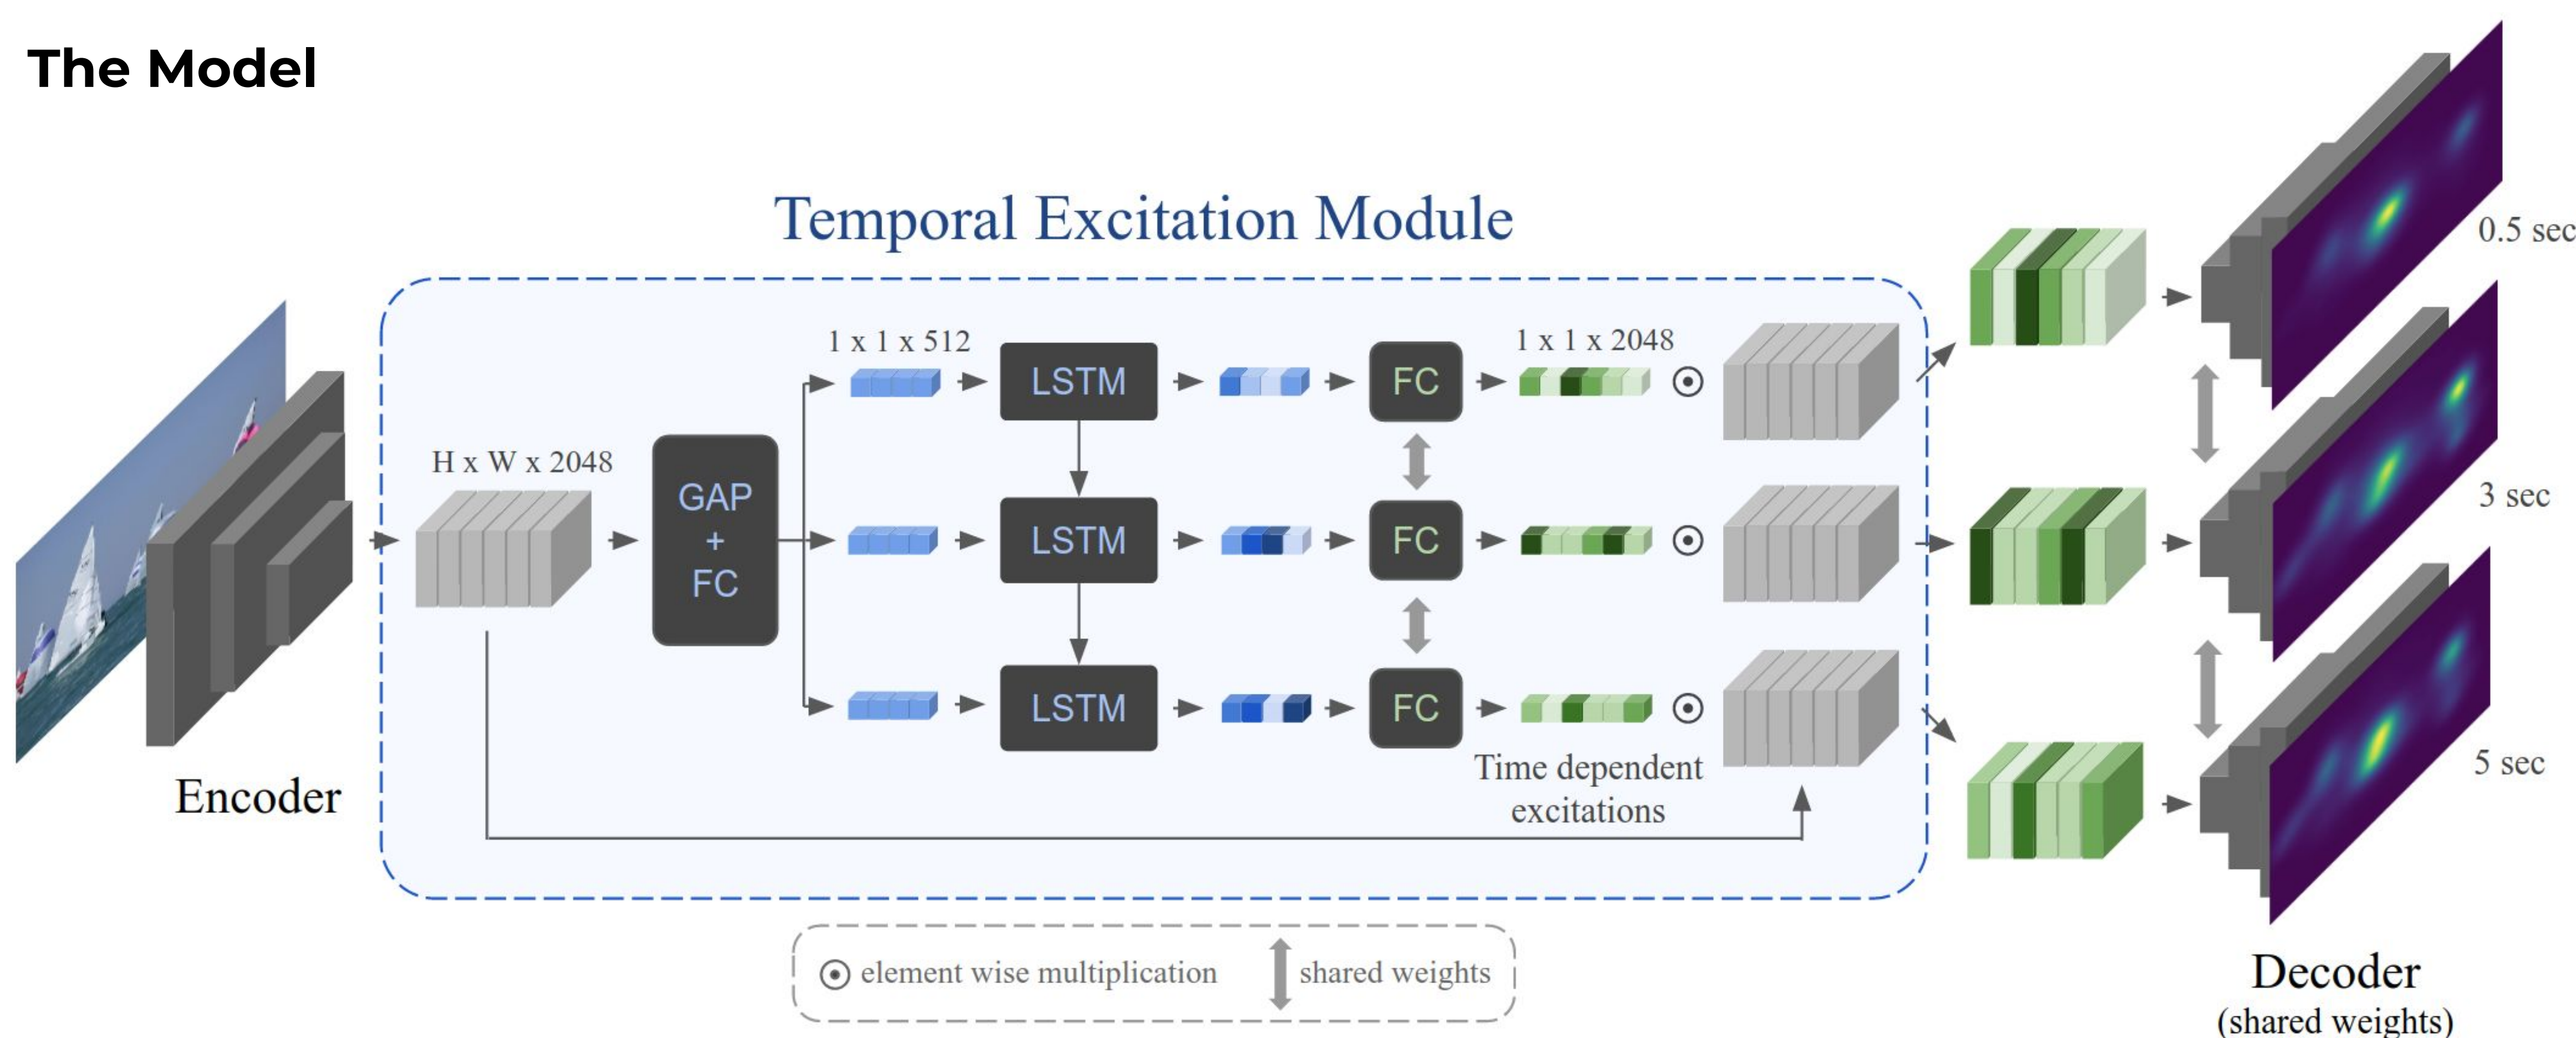 The Model
Temporal Excitation Module
0.5 sec
1 x 1 x 512
LSTM
FC
1 x 1 x 2048
H x W x 2048
GAP
+
FC
LSTM
FC
3 sec
LSTM
FC
Time dependent
excitations
5 sec
Encoder
element wise multiplication
shared weights
Decoder
(shared weights)